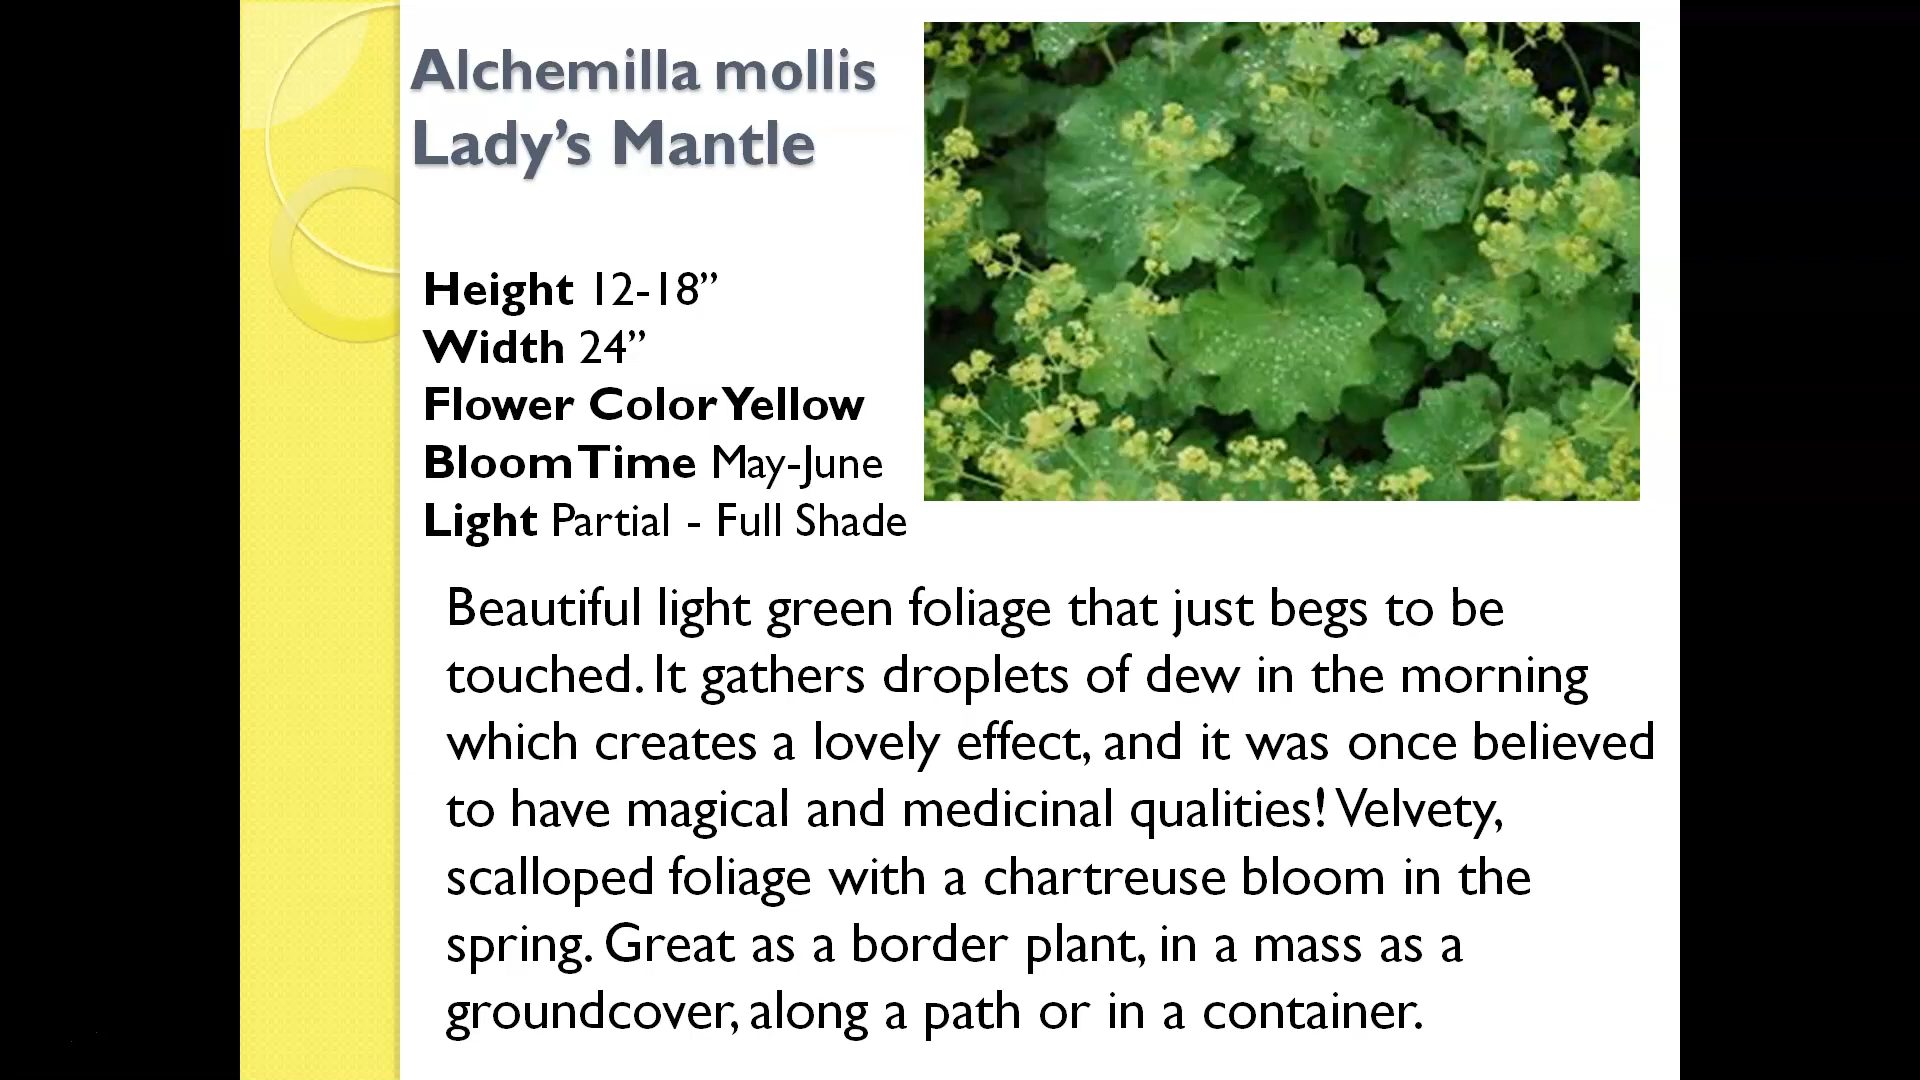 Alchemilla mollis
Lady’s Mantle
Height 12-18”
Width 24”
Flower Color Yellow
Bloom Time May-June
Light Partial - Full Shade
Beautiful light green foliage that just begs to be
touched. It gathers droplets of dew in the morning
which creates a lovely effect, and it was once believed
to have magical and medicinal qualities! Velvety,
scalloped foliage with a chartreuse bloom in the
spring. Great as a border plant, in a mass as a
groundcover, along a path or in a container.